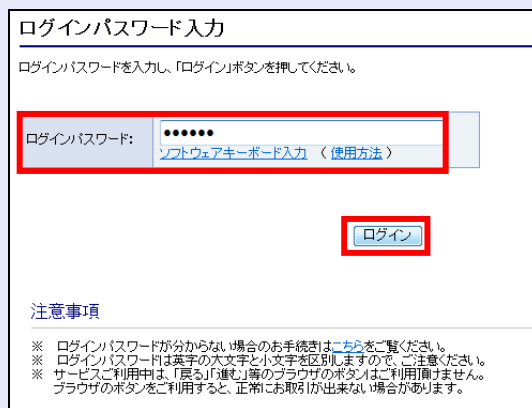 ログインパスワード入力
ログインパスワードを入力し、「ログイン」ボタンを押してください。
ログインパスワード: ●●●●●●
ソフトウェアキーボード入力 ( 使用方法 )
ログイン
注意事項
※ ログインパスワードが分からない場合のお手続きはこちらをご覧ください。
※ ログインパスワードは英字の大文字と小文字を区別しますので、ご注意ください。
※ サービスご利用中は、「戻る」「進む」等のブラウザのボタンはご利用頂けません。
ブラウザのボタンをご利用すると、正常にお取引が出来ない場合があります。